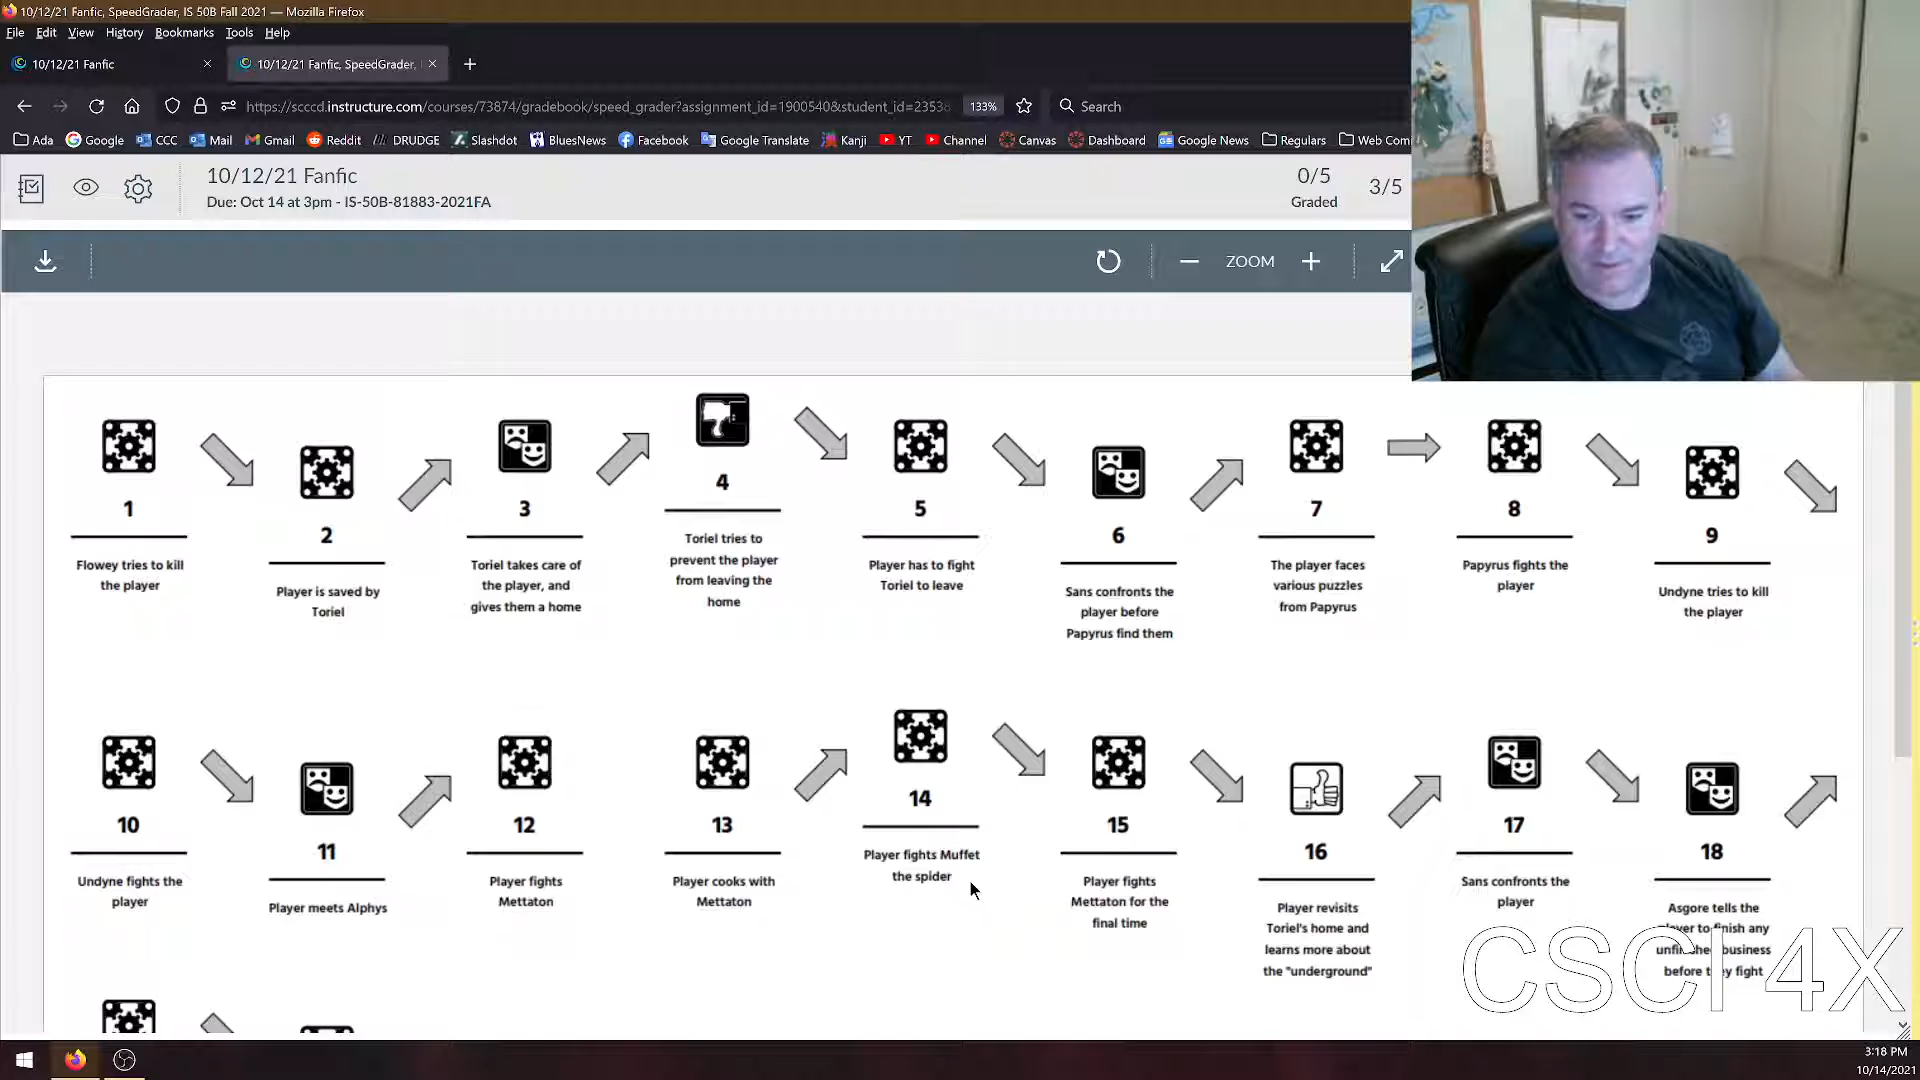 10/12/21 Fanfic, SpeedGrader, IS 50B Fall 2021 — Mozilla Firefox
File Edit View History Bookmarks Tools Help
10/12/21 Fanfic
10/12/21 Fanfic, SpeedGrader,
https://scccd.instructure.com/courses/73874/gradebook/speed_grader?assignment_id=1900540&student_id=23538
133%
Search
Ada Google CCC Mail Gmail Reddit DRUDGE Slashdot BluesNews Facebook Google Translate Kanji YT Channel Canvas Dashboard Google News Regulars Web Comi
10/12/21 Fanfic
Due: Oct 14 at 3pm - IS-50B-81883-2021FA
0/5
Graded
3/5
ZOOM
1
Flowey tries to kill
the player
2
Player is saved by
Toriel
3
Toriel takes care of
the player, and
gives them a home
4
Toriel tries to
prevent the player
from leaving the
home
5
Player has to fight
Toriel to leave
6
Sans confronts the
player before
Papyrus find them
7
The player faces
various puzzles
from Papyrus
8
Papyrus fights the
player
9
Undyne tries to kill
the player
10
Undyne fights the
player
11
Player meets Alphys
12
Player fights
Mettaton
13
Player cooks with
Mettaton
14
Player fights Muffet
the spider
15
Player fights
Mettaton for the
final time
16
Player revisits
Toriel's home and
learns more about
the "underground"
17
Sans confronts the
player
18
Asgore tells the
player to finish any
unfinished business
before they fight
CSCI 4X
3:18 PM
10/14/2021